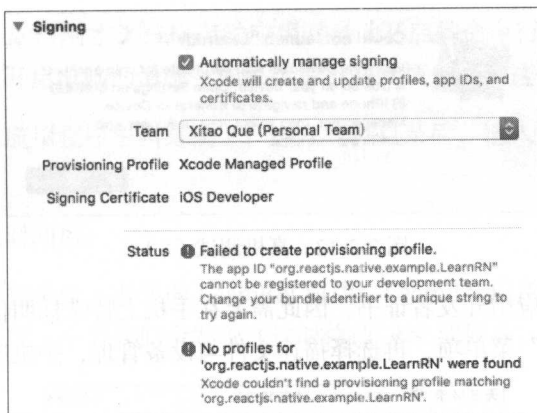 Signing
Automatically manage signing
Xcode will create and update profiles, app IDs, and
certificates.
Team Xitao Que (Personal Team)
Provisioning Profile Xcode Managed Profile
Signing Certificate iOS Developer
Status Failed to create provisioning profile.
The app ID "org.reactjs.native.example.LearnRN"
cannot be registered to your development team.
Change your bundle identifier to a unique string to
try again.
No profiles for
'org.reactjs.native.example.LearnRN' were found
Xcode couldn't find a provisioning profile matching
'org.reactjs.native.example.LearnRN'.